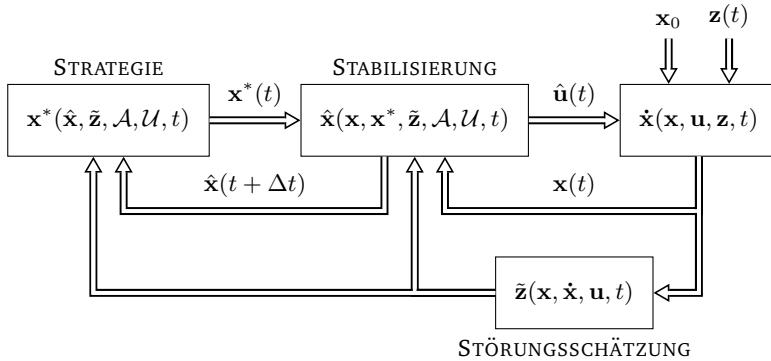 𝐱₀ 𝐳(t)
STRATEGIE
STABILISIERUNG
𝐱*(t)
𝐮̂(t)
𝐱*(𝐱̂, 𝐳̃, 𝒜, 𝒰, t)
𝐱̂(𝐱, 𝐱*, 𝐳̃, 𝒜, 𝒰, t)
𝐱̇(𝐱, 𝐮, 𝐳, t)
𝐱̂(t + Δt)
𝐱(t)
𝐳̃(𝐱, 𝐱̇, 𝐮, t)
STÖRUNGSSCHÄTZUNG